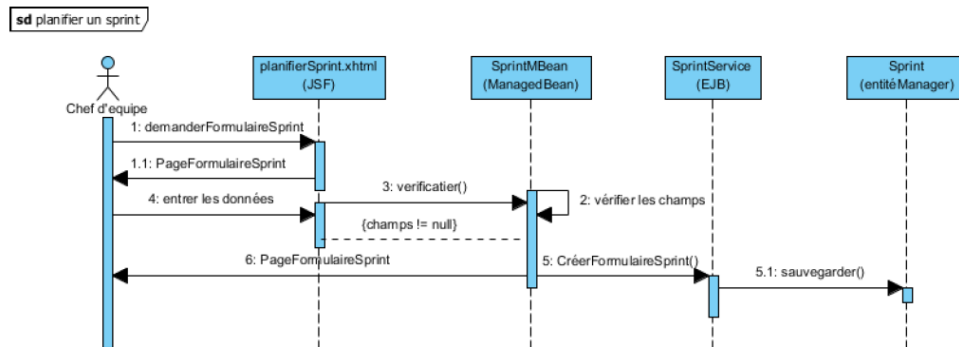 sd planifier un sprint
planifierSprint.xhtml
(JSF)
SprintMBean
(ManagedBean)
SprintService
(EJB)
Sprint
(entitéManager)
Chef d'equipe
1: demanderFormulaireSprint
1.1: PageFormulaireSprint
3: verificatier()
4: entrer les données
2: vérifier les champs
{champs != null}
6: PageFormulaireSprint
5: CréerFormulaireSprint()
5.1: sauvegarder()